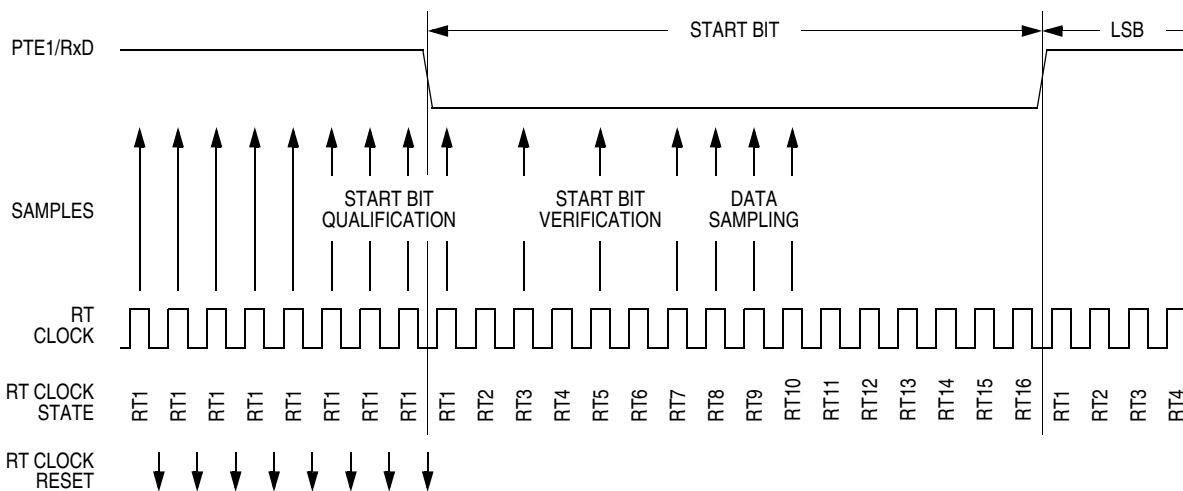 START BIT
LSB
PTE1/RxD
SAMPLES
START BIT
QUALIFICATION
START BIT
VERIFICATION
DATA
SAMPLING
RT
CLOCK
RT CLOCK
STATE
RT1 RT1 RT1 RT1 RT1 RT1 RT1 RT1 RT1 RT2 RT3 RT4 RT5 RT6 RT7 RT8 RT9 RT10 RT11 RT12 RT13 RT14 RT15 RT16 RT1 RT2 RT3 RT4
RT CLOCK
RESET